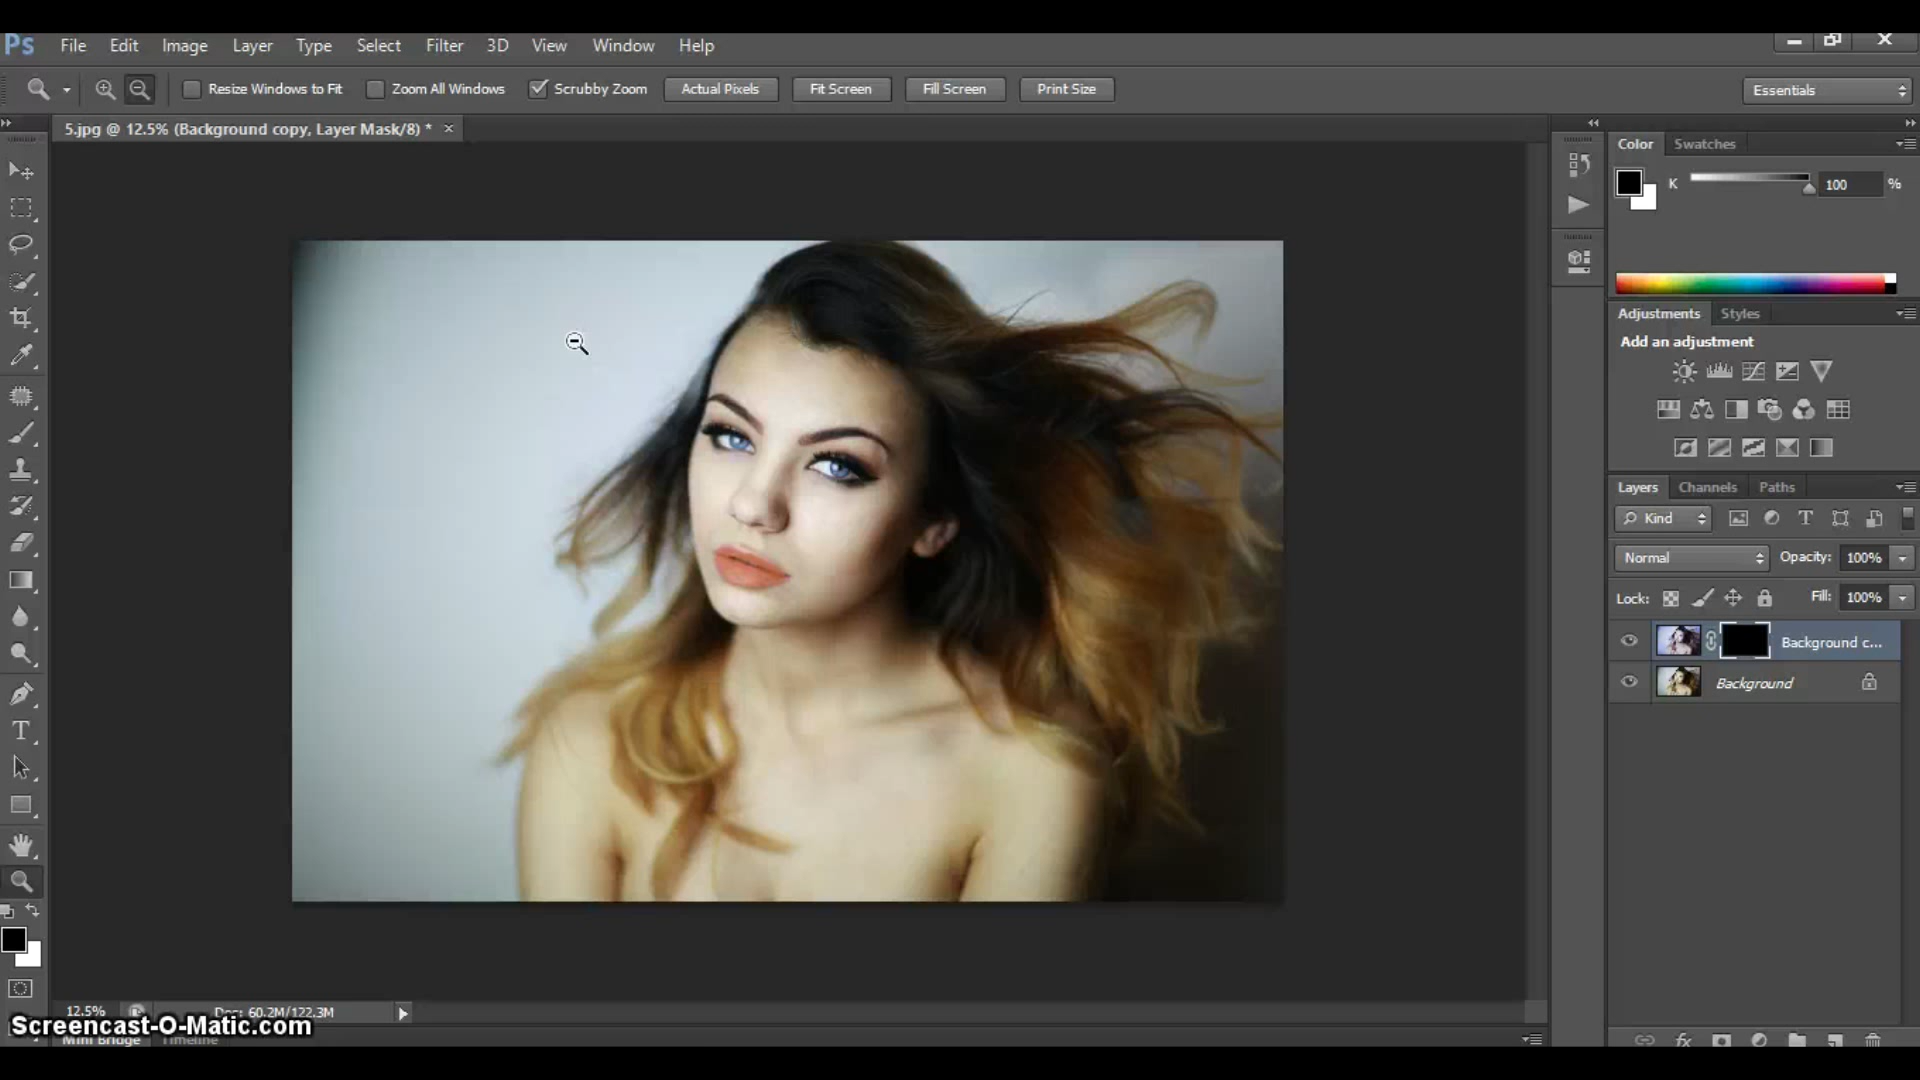 Ps File Edit Image Layer Type Select Filter 3D View Window Help
Resize Windows to Fit Zoom All Windows Scrubby Zoom Actual Pixels Fit Screen Fill Screen Print Size Essentials
5.jpg @ 12.5% (Background copy, Layer Mask/8) * ×
Color Swatches
K 100 %
Adjustments Styles
Add an adjustment
Layers Channels Paths
Kind
Normal Opacity: 100%
Lock: Fill: 100%
Background c...
Background
12.5% Doc: 60.2M/122.3M
Screencast-O-Matic.com
Mini Bridge Timeline